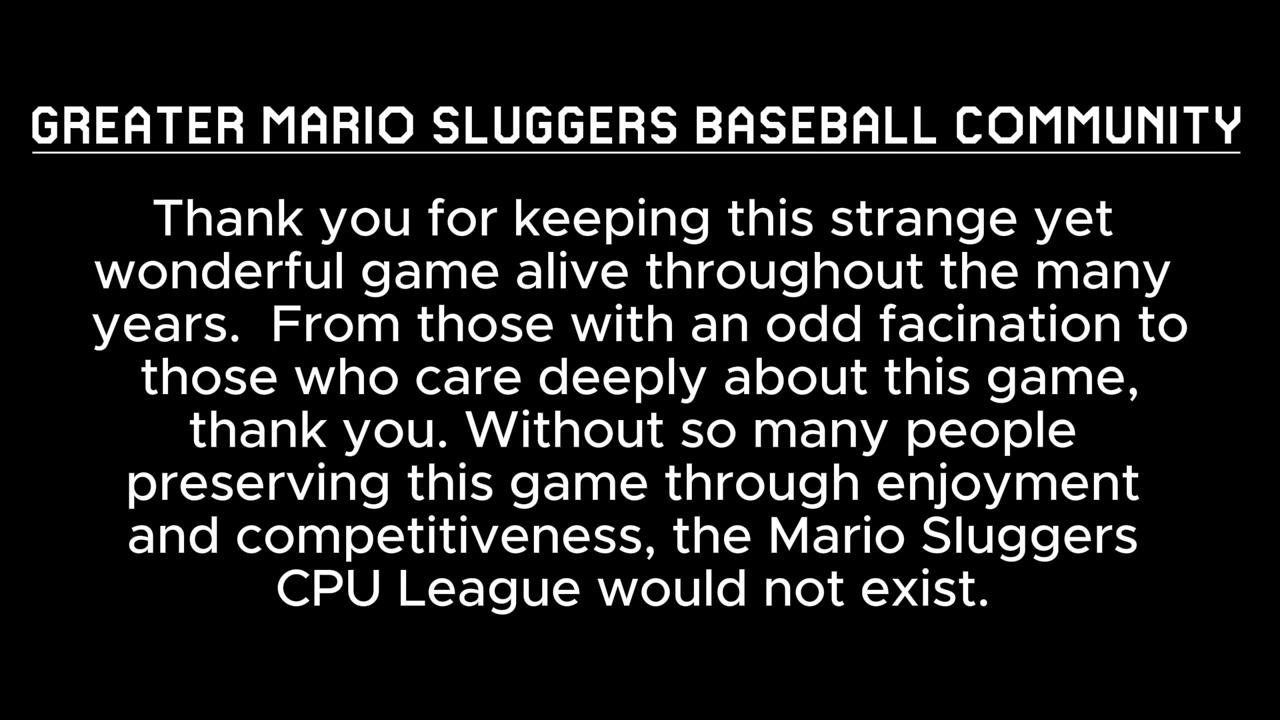 GREATER MARIO SLUGGERS BASEBALL COMMUNITY
Thank you for keeping this strange yet
wonderful game alive throughout the many
years.  From those with an odd facination to
those who care deeply about this game,
thank you. Without so many people
preserving this game through enjoyment
and competitiveness, the Mario Sluggers
CPU League would not exist.